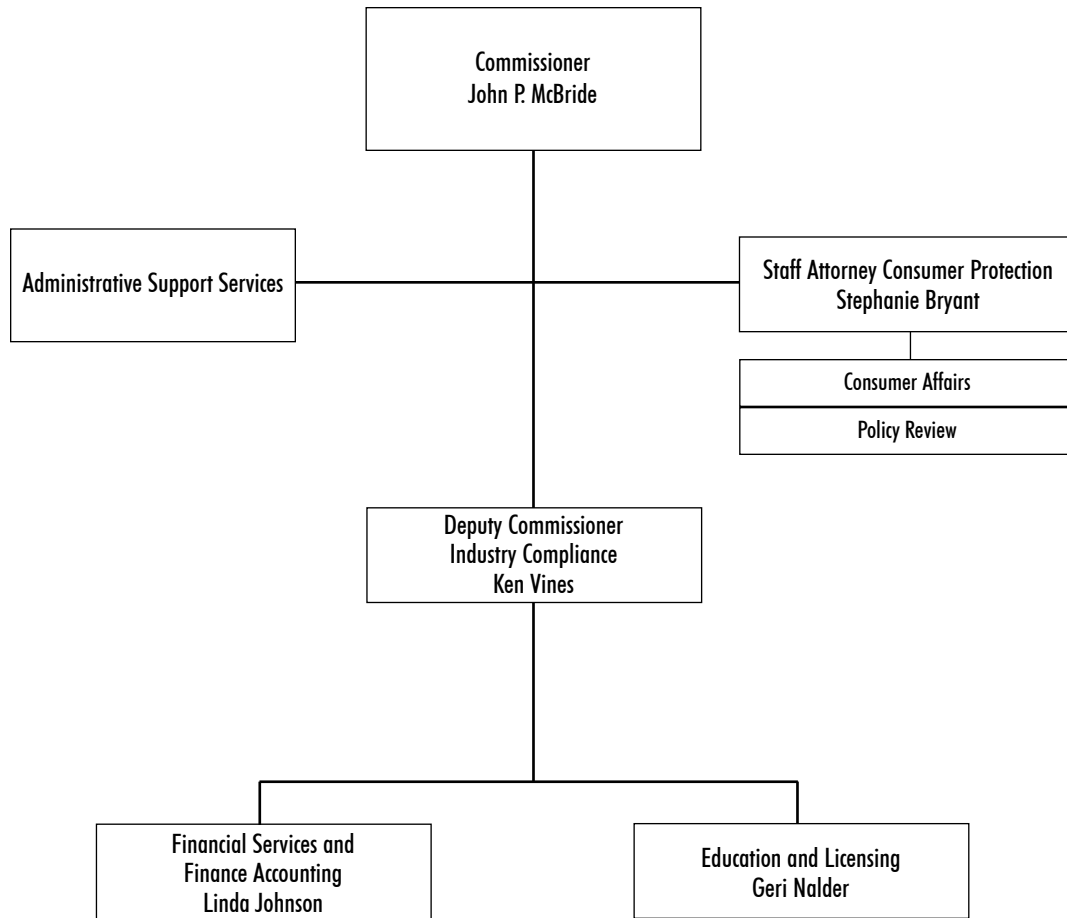 Commissioner
John P. McBride
Administrative Support Services
Staff Attorney Consumer Protection
Stephanie Bryant
Consumer Affairs
Policy Review
Deputy Commissioner
Industry Compliance
Ken Vines
Financial Services and
Finance Accounting
Linda Johnson
Education and Licensing
Geri Nalder